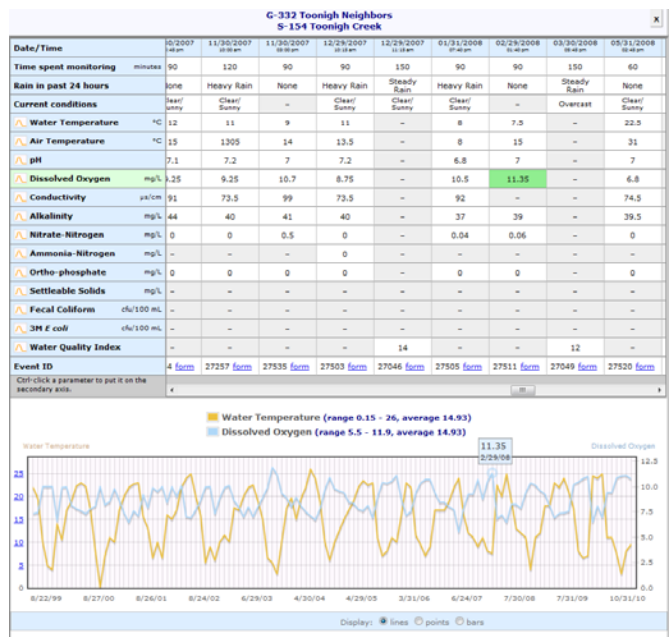 G-332 Toonigh Neighbors
S-154 Toonigh Creek
x
Date/Time 0/2007 11/30/2007 11/30/2007 12/29/2007 12/29/2007 01/31/2008 02/29/2008 03/30/2008 05/31/2008
Time spent monitoring minutes 90 120 90 90 150 90 90 150 60
Rain in past 24 hours None Heavy Rain None Heavy Rain Steady Rain Heavy Rain None Steady Rain None
Current conditions Clear/ Sunny Clear/ Sunny - Clear/ Sunny Clear/ Sunny Clear/ Sunny - Overcast Clear/ Sunny
Water Temperature °C 12 11 9 11 - 8 7.5 - 22.5
Air Temperature °C 15 1305 14 13.5 - 8 15 - 31
pH 7.1 7.2 7 7.2 - 6.8 7 - 7
Dissolved Oxygen mg/L .25 9.25 10.7 8.75 - 10.5 11.35 - 6.8
Conductivity µs/cm 91 73.5 99 73.5 - 92 - - 74.5
Alkalinity mg/L 44 40 41 40 - 37 39 - 39.5
Nitrate-Nitrogen mg/L 0 0 0.5 0 - 0.04 0.06 - 0
Ammonia-Nitrogen mg/L - - - 0 - - - - -
Ortho-phosphate mg/L 0 0 0 0 - 0 0 - 0
Settleable Solids mg/L - - - - - - - - -
Fecal Coliform cfu/100 mL - - - - - - - - -
3M E coli cfu/100 mL - - - - - - - - -
Water Quality Index - - - - 14 - - 12 -
Event ID 4 form 27257 form 27535 form 27503 form 27046 form 27505 form 27511 form 27049 form 27520 form
Ctrl-click a parameter to put it on the
secondary axis.
Water Temperature (range 0.15 - 26, average 14.93)
Dissolved Oxygen (range 5.5 - 11.9, average 14.93)
Water Temperature 11.35 Dissolved Oxygen
2/29/08
12.5
25
10.0
20
7.5
15
10
5.0
5
2.5
0 0.0
8/22/99 8/27/00 8/26/01 8/24/02 6/29/03 4/30/04 4/29/05 3/31/06 6/24/07 7/30/08 7/31/09 10/31/10
Display: lines points bars